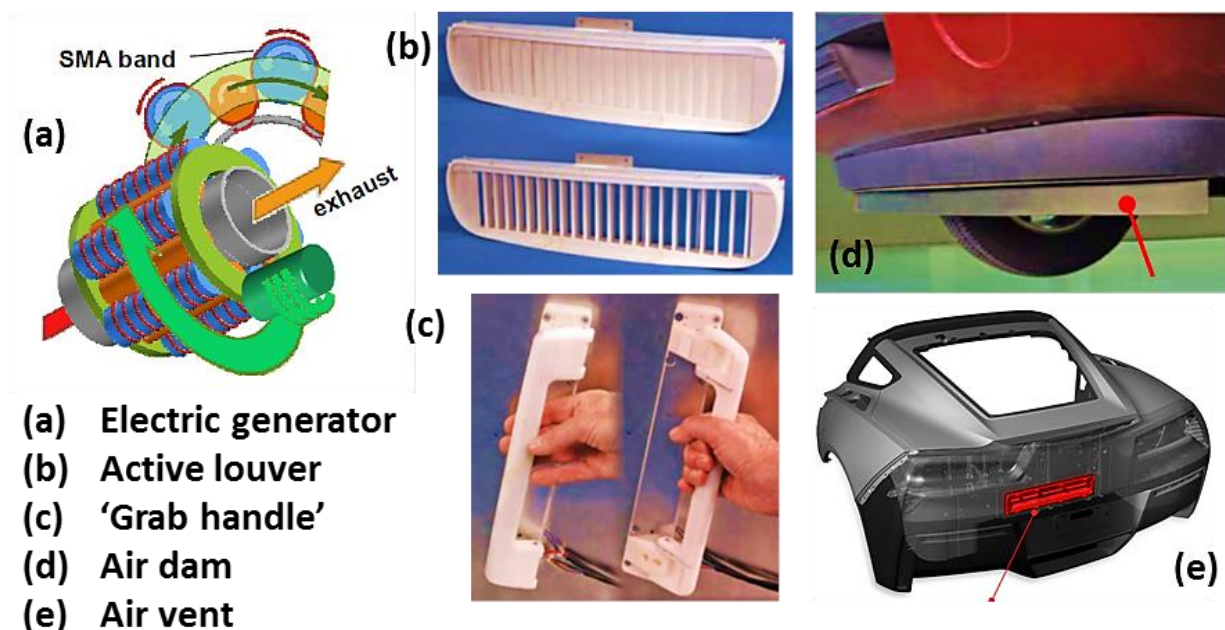 SMA band
(a)
exhaust
(b)
(c)
(d)
(e)
(a) Electric generator
(b) Active louver
(c) ‘Grab handle’
(d) Air dam
(e) Air vent